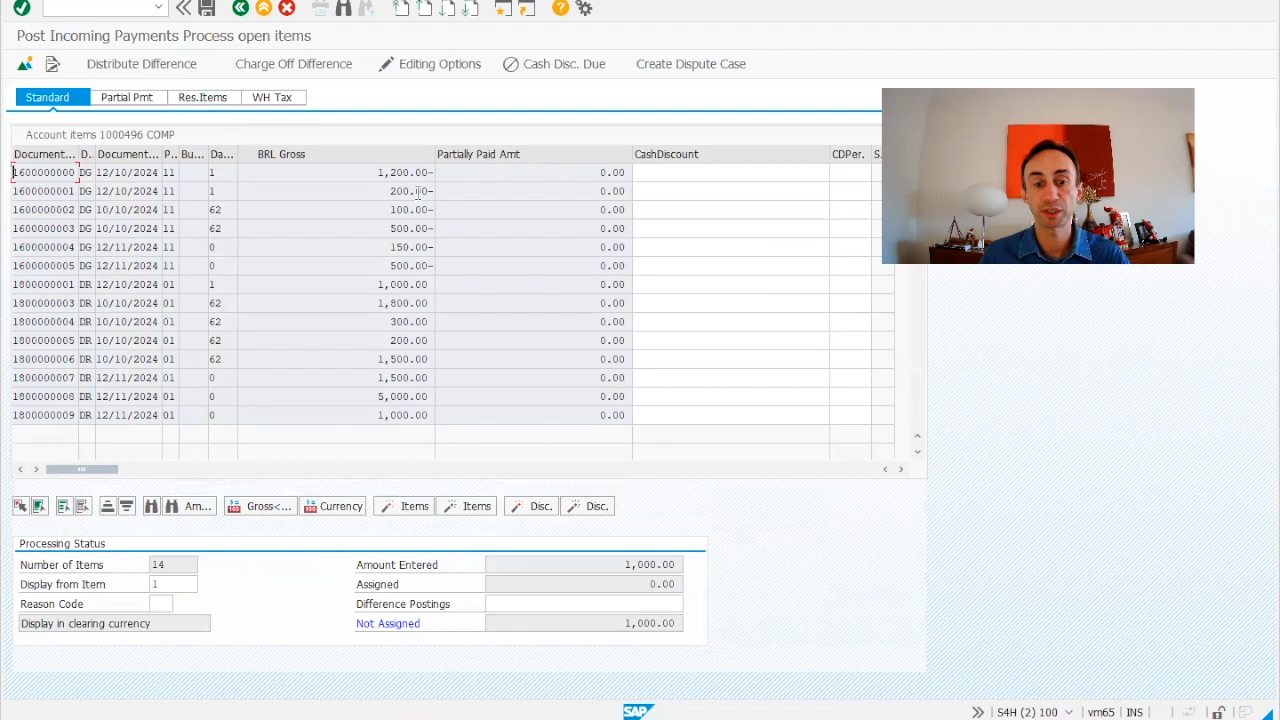 Post Incoming Payments Process open items
Distribute Difference Charge Off Difference Editing Options Cash Disc. Due Create Dispute Case
Standard Partial Pmt Res.Items WH Tax
Account items 1000496 COMP
Document... D.. Document... P.. Bu... Da... BRL Gross Partially Paid Amt CashDiscount CDPer. S..
1600000000 DG 12/10/2024 11 1 1,200.00- 0.00
1600000001 DG 12/10/2024 11 1 200.00- 0.00
1600000002 DG 10/10/2024 11 62 100.00- 0.00
1600000003 DG 10/10/2024 11 62 500.00- 0.00
1600000004 DG 12/11/2024 11 0 150.00- 0.00
1600000005 DG 12/11/2024 11 0 500.00- 0.00
1800000001 DR 12/10/2024 01 1 1,000.00 0.00
1800000003 DR 10/10/2024 01 62 1,800.00 0.00
1800000004 DR 10/10/2024 01 62 300.00 0.00
1800000005 DR 10/10/2024 01 62 200.00 0.00
1800000006 DR 10/10/2024 01 62 1,500.00 0.00
1800000007 DR 12/11/2024 01 0 1,500.00 0.00
1800000008 DR 12/11/2024 01 0 5,000.00 0.00
1800000009 DR 12/11/2024 01 0 1,000.00 0.00
Am... Gross<... Currency Items Items Disc. Disc.
Processing Status
Number of Items 14 Amount Entered 1,000.00
Display from Item 1 Assigned 0.00
Reason Code Difference Postings
Display in clearing currency Not Assigned 1,000.00
SAP S4H (2) 100 vm65 INS